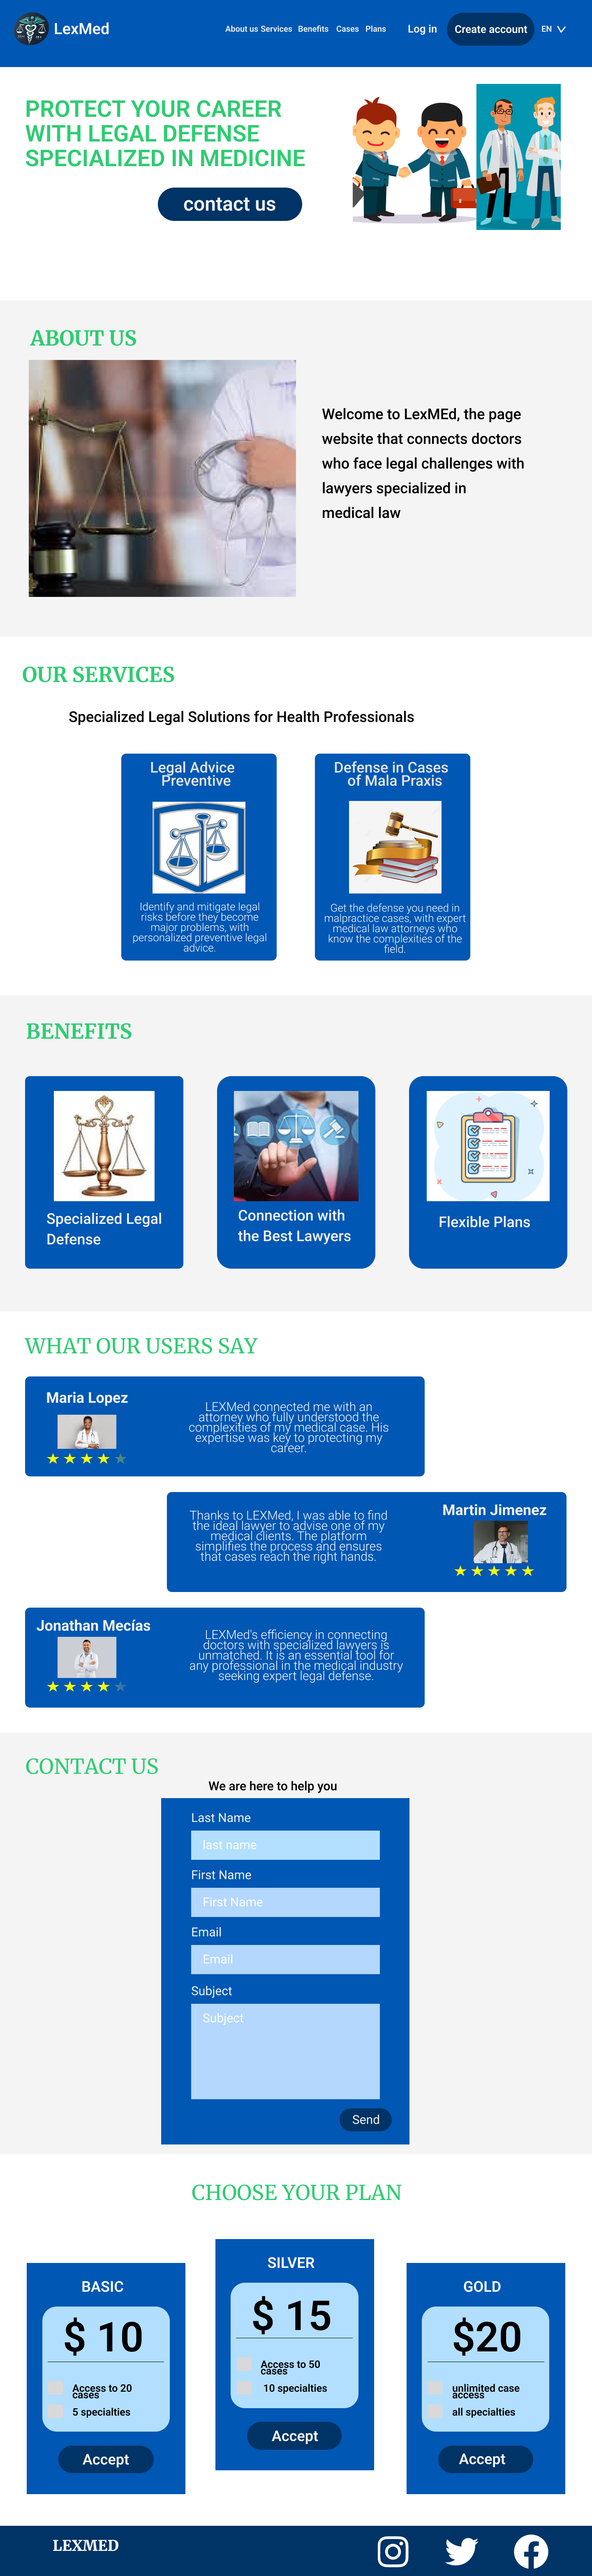 LexMed
About us Services Benefits Cases Plans
Log in
Create account
EN
PROTECT YOUR CAREER
WITH LEGAL DEFENSE
SPECIALIZED IN MEDICINE
contact us
ABOUT US
Welcome to LexMEd, the page
website that connects doctors
who face legal challenges with
lawyers specialized in
medical law
OUR SERVICES
Specialized Legal Solutions for Health Professionals
Legal Advice
Preventive
Identify and mitigate legal
risks before they become
major problems, with
personalized preventive legal
advice.
Defense in Cases
of Mala Praxis
Get the defense you need in
malpractice cases, with expert
medical law attorneys who
know the complexities of the
field.
BENEFITS
Specialized Legal
Defense
Connection with
the Best Lawyers
Flexible Plans
WHAT OUR USERS SAY
Maria Lopez
LEXMed connected me with an
attorney who fully understood the
complexities of my medical case. His
expertise was key to protecting my
career.
Thanks to LEXMed, I was able to find
the ideal lawyer to advise one of my
medical clients. The platform
simplifies the process and ensures
that cases reach the right hands.
Martin Jimenez
Jonathan Mecías
LEXMed's efficiency in connecting
doctors with specialized lawyers is
unmatched. It is an essential tool for
any professional in the medical industry
seeking expert legal defense.
CONTACT US
We are here to help you
Last Name
last name
First Name
First Name
Email
Email
Subject
Subject
Send
CHOOSE YOUR PLAN
BASIC
$ 10
Access to 20
cases
5 specialties
Accept
SILVER
$ 15
Access to 50
cases
10 specialties
Accept
GOLD
$20
unlimited case
access
all specialties
Accept
LEXMED